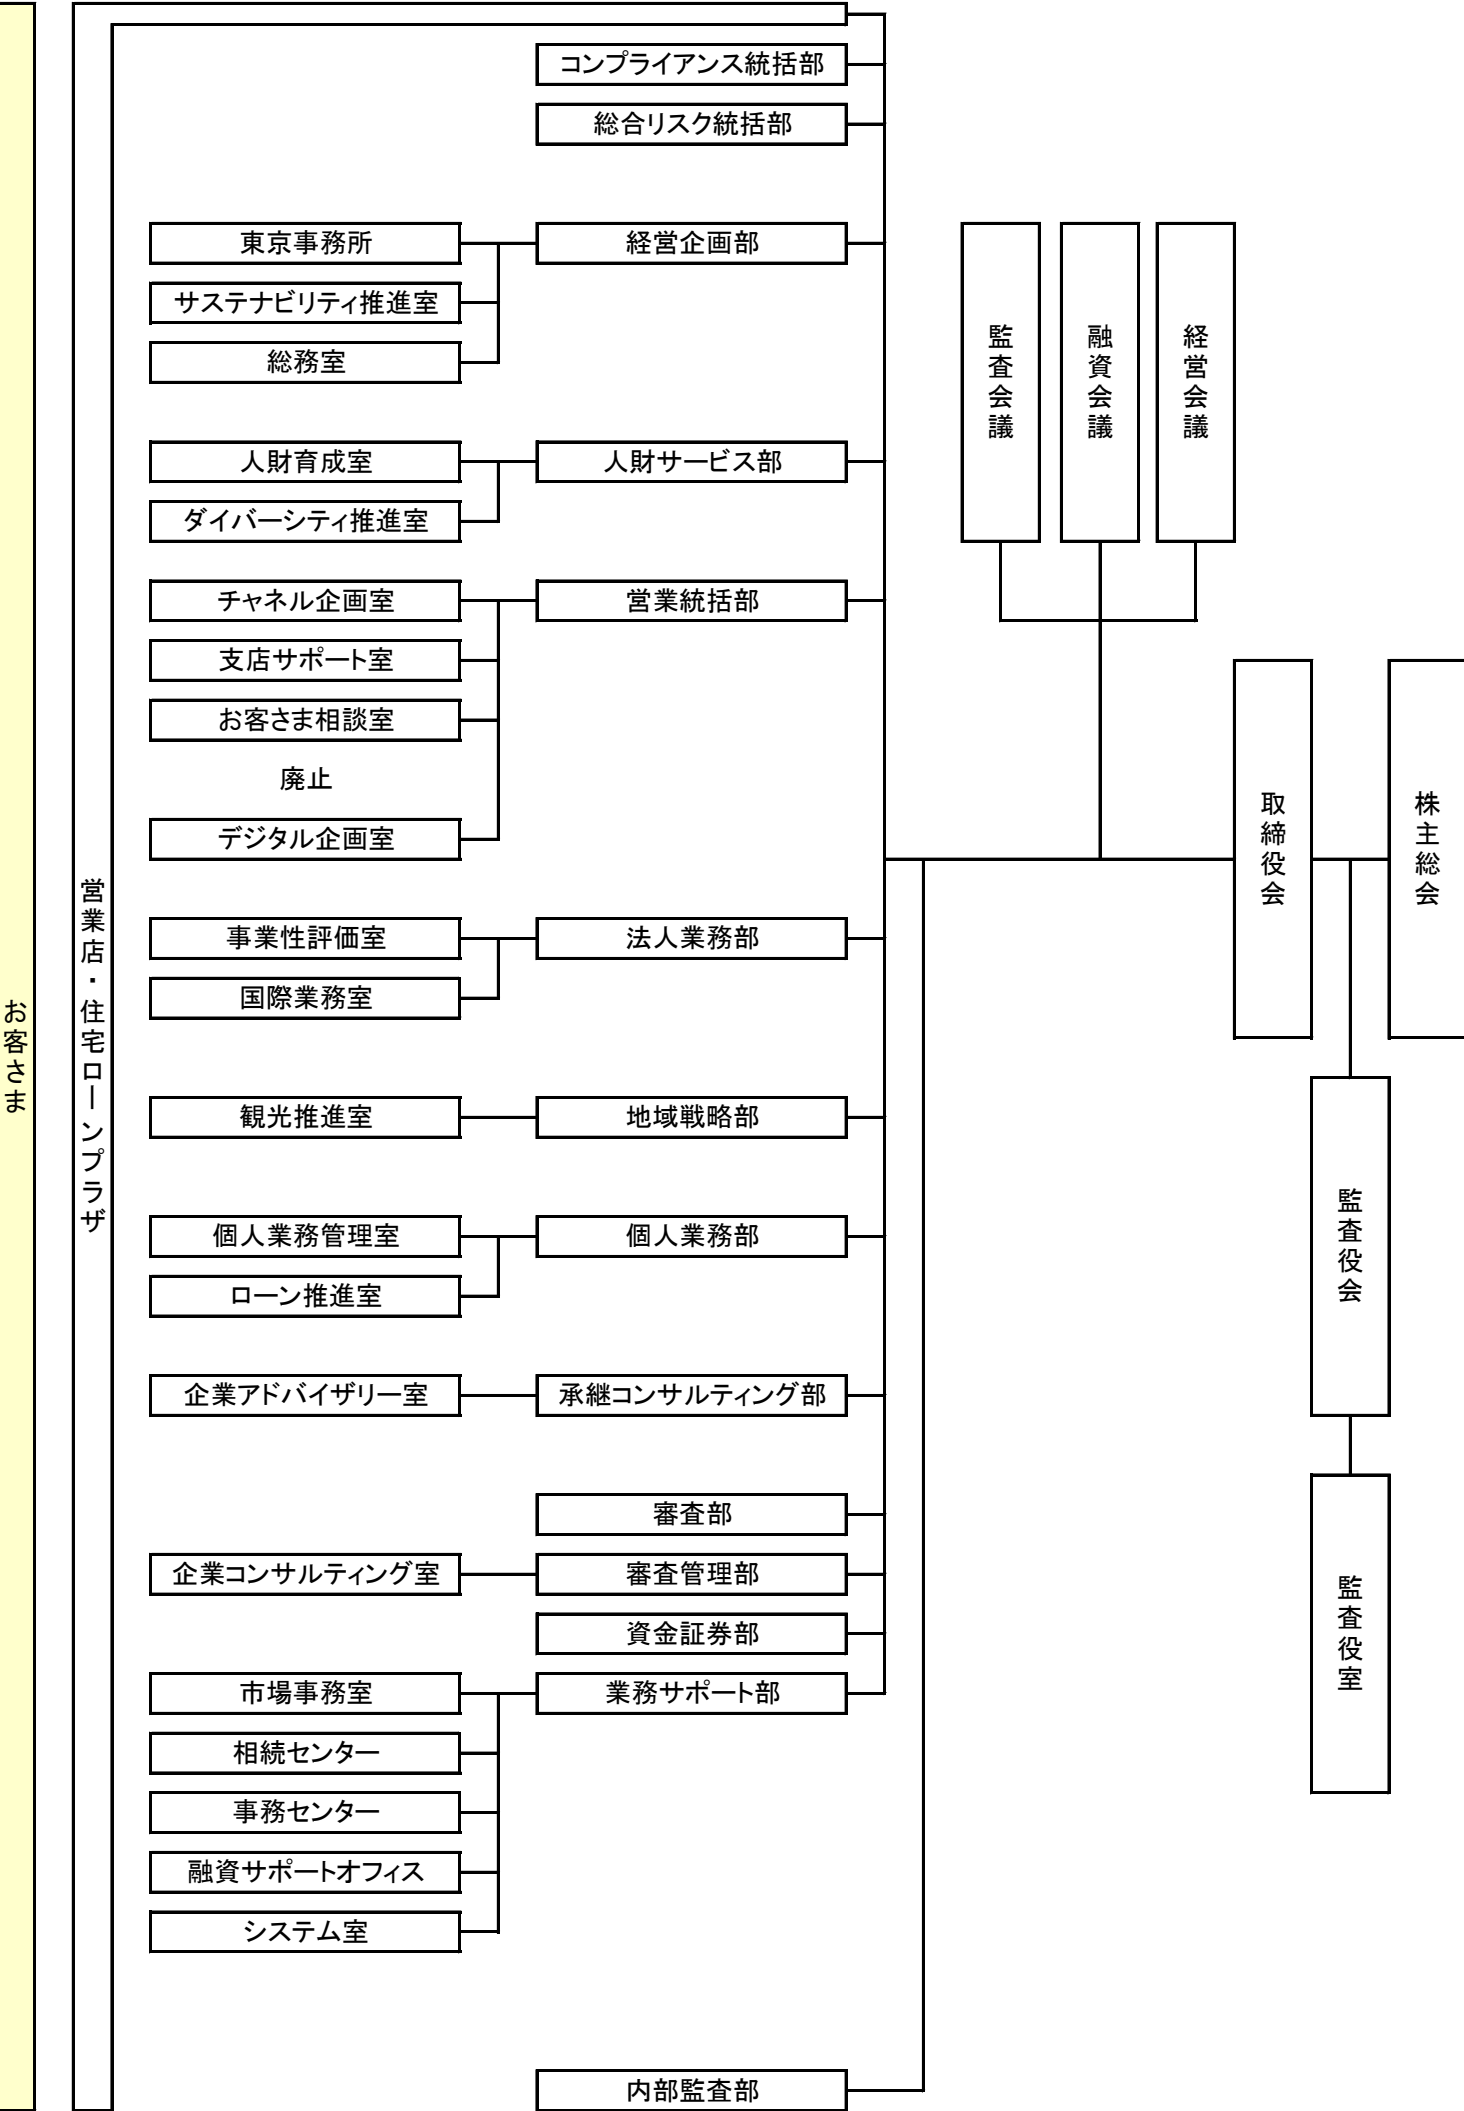 コンプライアンス統括部
総合リスク統括部
東京事務所
経営企画部
サステナビリティ推進室
総務室
監査会議
融資会議
経営会議
人財育成室
人財サービス部
ダイバーシティ推進室
チャネル企画室
営業統括部
支店サポート室
お客さま相談室
廃止
デジタル企画室
取締役会
株主総会
営業店・住宅ローンプラザ
お客さま
事業性評価室
法人業務部
国際業務室
観光推進室
地域戦略部
監査役会
個人業務管理室
個人業務部
ローン推進室
企業アドバイザリー室
承継コンサルティング部
審査部
企業コンサルティング室
審査管理部
資金証券部
監査役室
市場事務室
業務サポート部
相続センター
事務センター
融資サポートオフィス
システム室
内部監査部